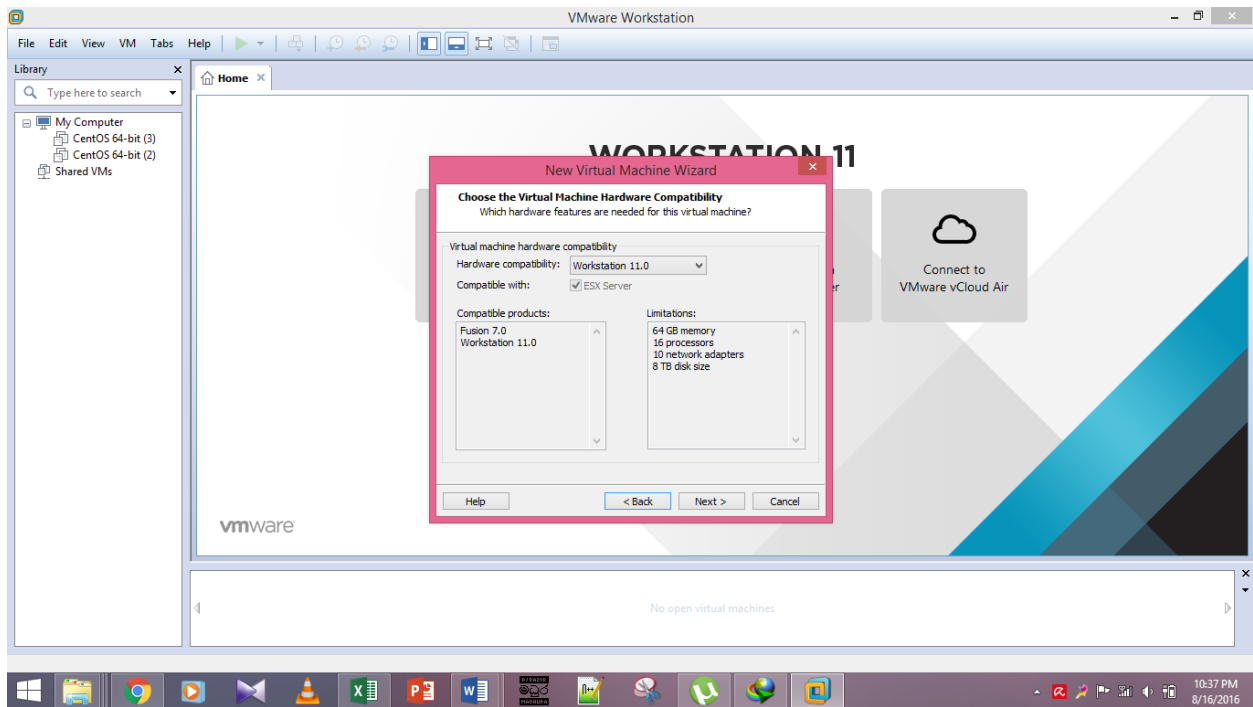 VMware Workstation
File Edit View VM Tabs Help
Library
Type here to search
My Computer
CentOS 64-bit (3)
CentOS 64-bit (2)
Shared VMs
Home
WORKSTATION 11
New Virtual Machine Wizard
Choose the Virtual Machine Hardware Compatibility
Which hardware features are needed for this virtual machine?
Virtual machine hardware compatibility
Hardware compatibility: Workstation 11.0
Compatible with: ESX Server
Compatible products:
Fusion 7.0
Workstation 11.0
Limitations:
64 GB memory
16 processors
10 network adapters
8 TB disk size
Help < Back Next > Cancel
Connect to
VMware vCloud Air
vmware
No open virtual machines
10:37 PM
8/16/2016